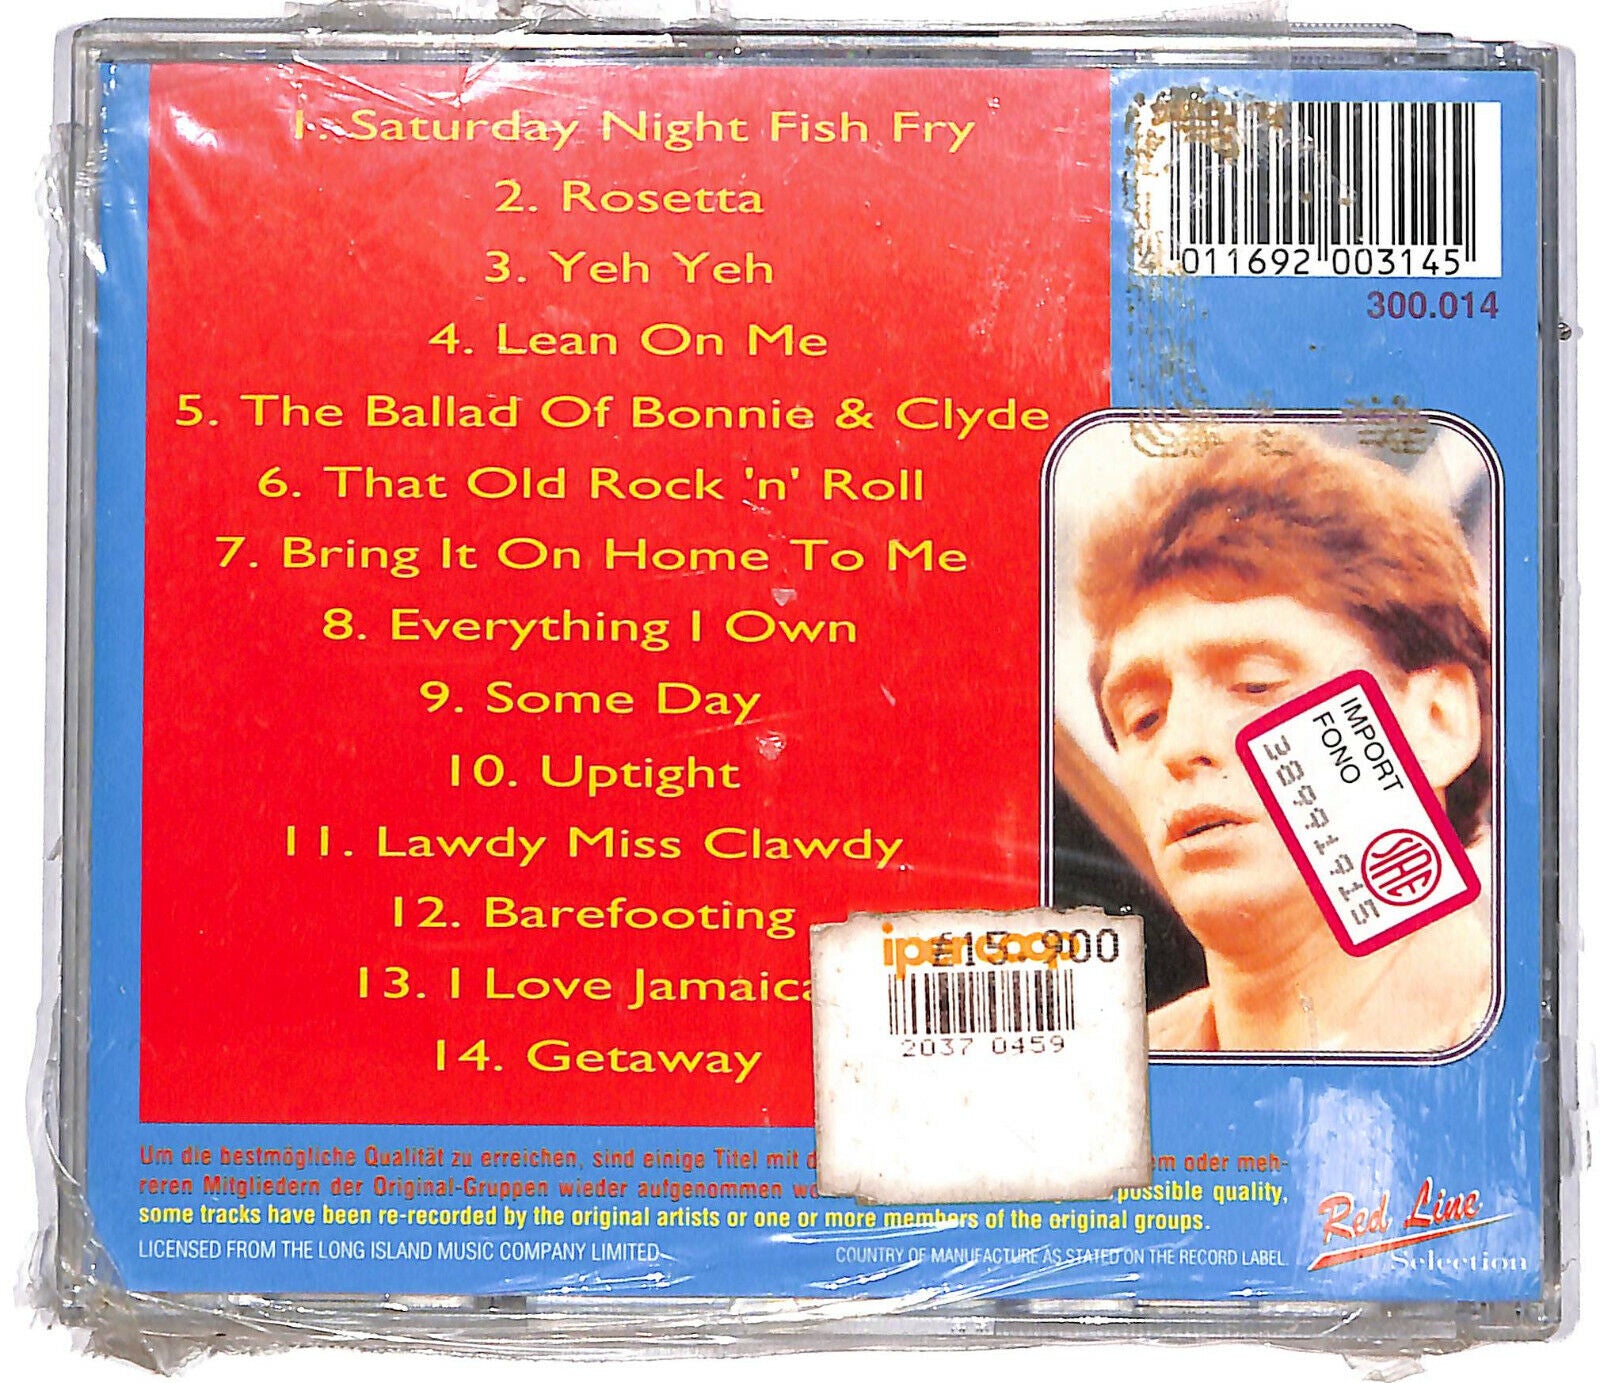 1. Saturday Night Fish Fry
2. Rosetta
3. Yeh Yeh
4. Lean On Me
5. The Ballad Of Bonnie & Clyde
6. That Old Rock 'n' Roll
7. Bring It On Home To Me
8. Everything I Own
9. Some Day
10. Uptight
11. Lawdy Miss Clawdy
12. Barefooting
13. I Love Jamaica
14. Getaway
011692 003145
300.014
IMPORT
FONO
389991915
SIAE
ipercoop
£15.900
2037 0459
Um die bestmögliche Qualität zu erreichen, sind einige Titel mit oder meh-
reren Mitgliedern der Original-Gruppen wieder aufgenommen possible quality,
some tracks have been re-recorded by the original artists or one or more members of the original groups.
LICENSED FROM THE LONG ISLAND MUSIC COMPANY LIMITED
COUNTRY OF MANUFACTURE AS STATED ON THE RECORD LABEL.
Red Line
Selection